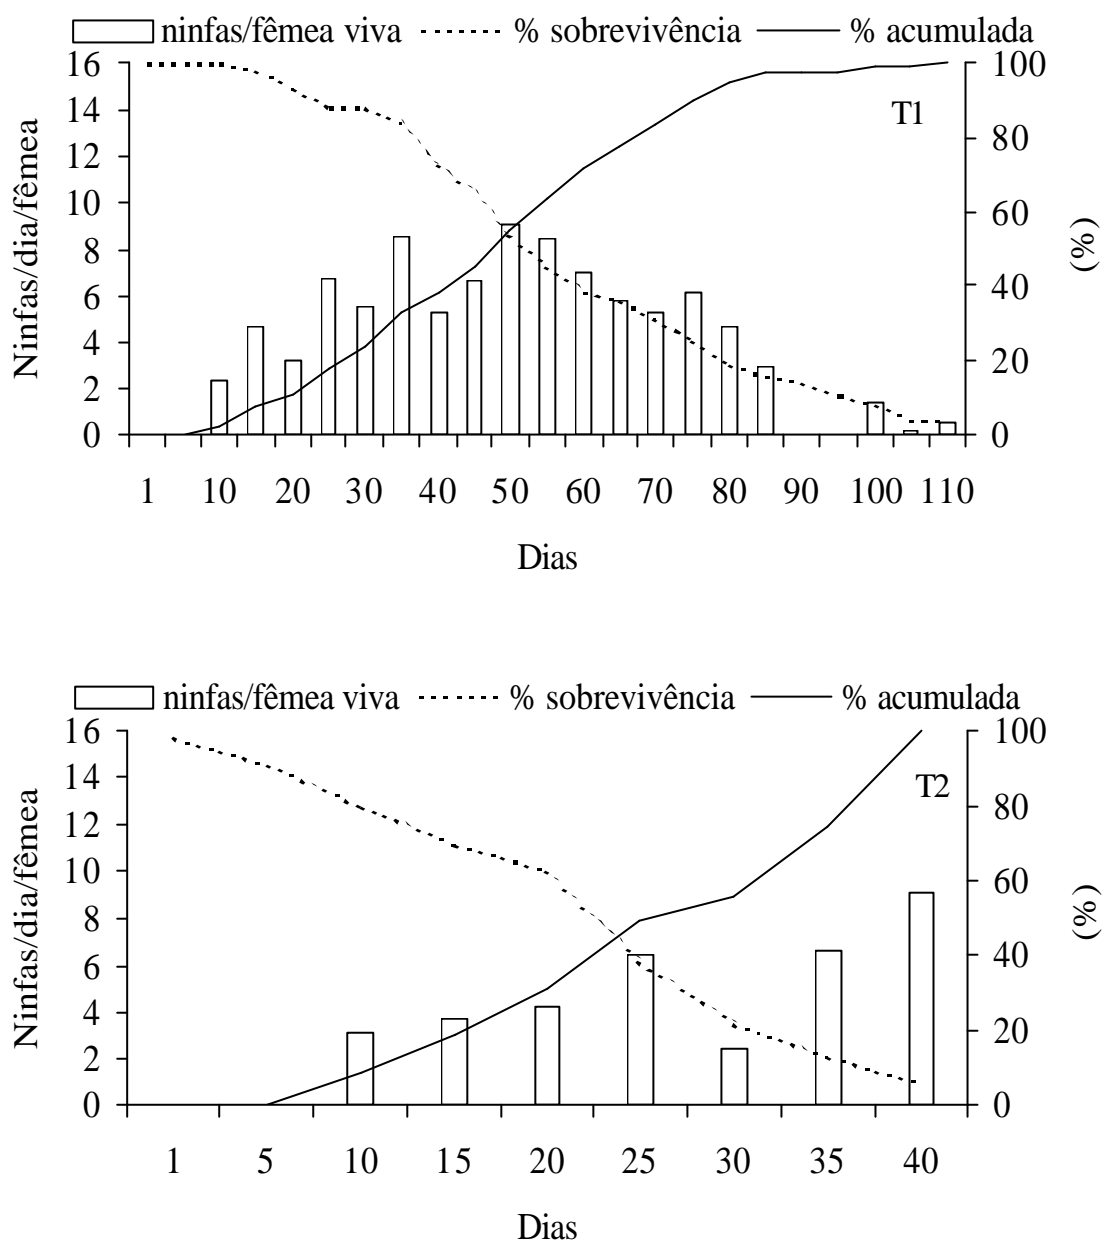 ninfas/fêmea viva % sobrevivência % acumulada
16 100
14
T1
12 80
10
60
8
6 40
4
20
2
0 0
Ninfas/dia/fêmea
(%)
1 10 20 30 40 50 60 70 80 90 100 110
Dias
ninfas/fêmea viva % sobrevivência % acumulada
16 100
14
T2
12 80
10
60
8
6 40
4
20
2
0 0
Ninfas/dia/fêmea
(%)
1 5 10 15 20 25 30 35 40
Dias